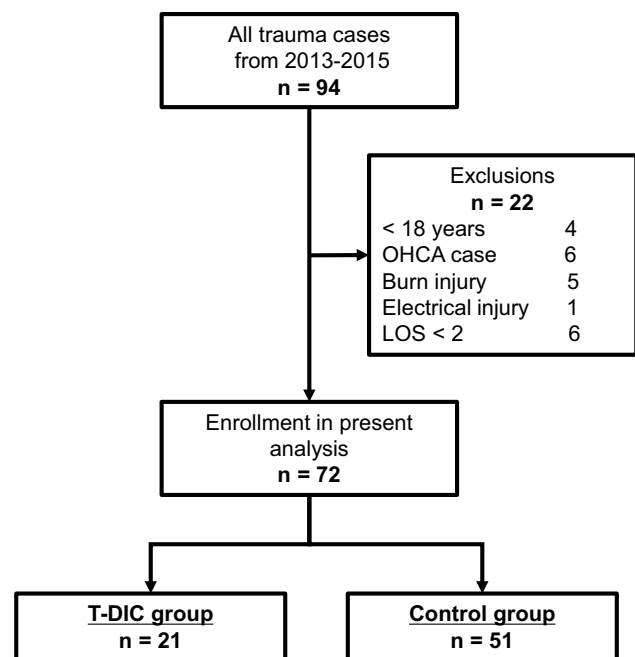 All trauma cases
from 2013-2015
n = 94
Exclusions
n = 22
< 18 years 4
OHCA case 6
Burn injury 5
Electrical injury 1
LOS < 2 6
Enrollment in present
analysis
n = 72
T-DIC group
n = 21
Control group
n = 51